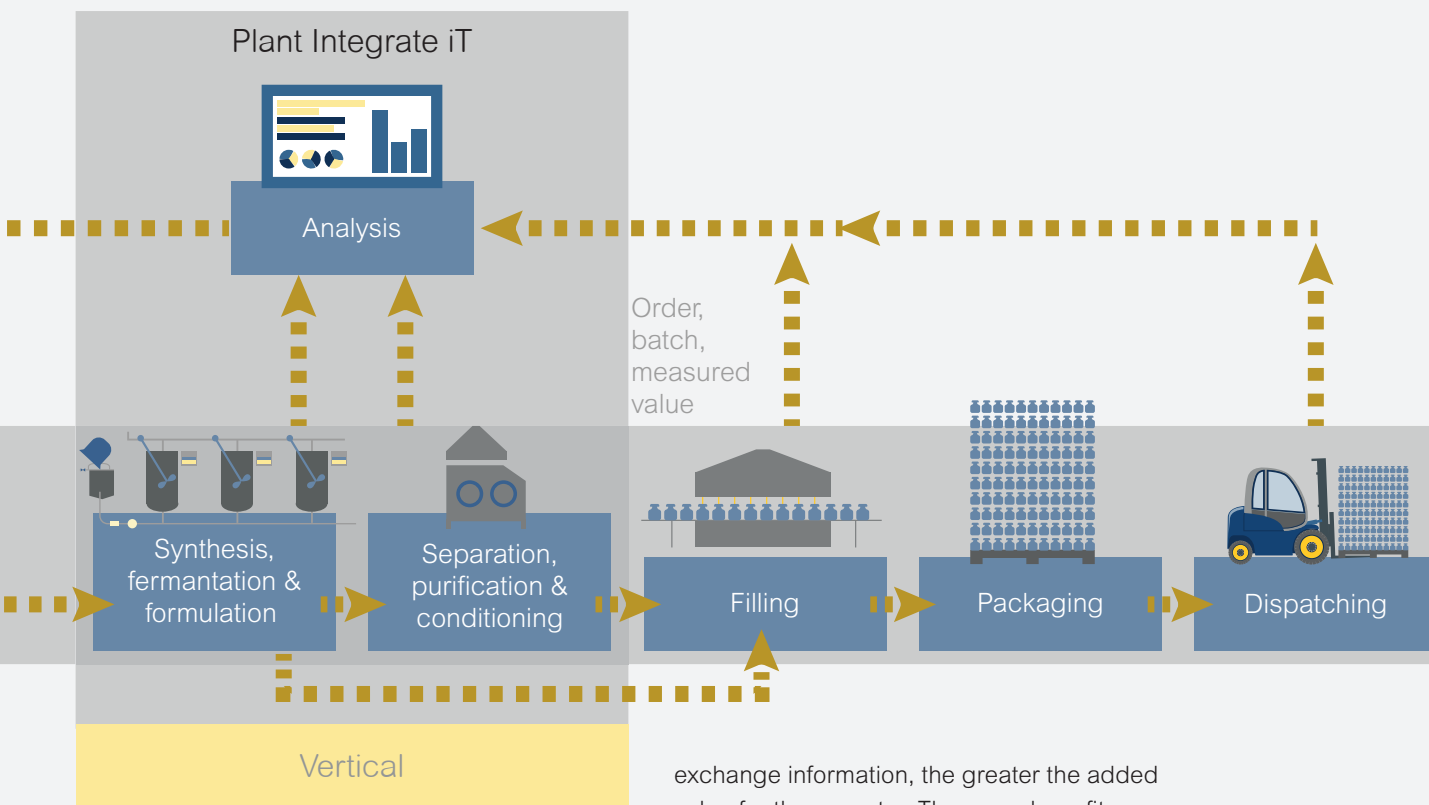 Plant Integrate iT
Analysis
Order,
batch,
measured
value
Synthesis,
fermantation &
formulation
Separation,
purification &
conditioning
Filling
Packaging
Dispatching
Vertical
exchange information, the greater the added